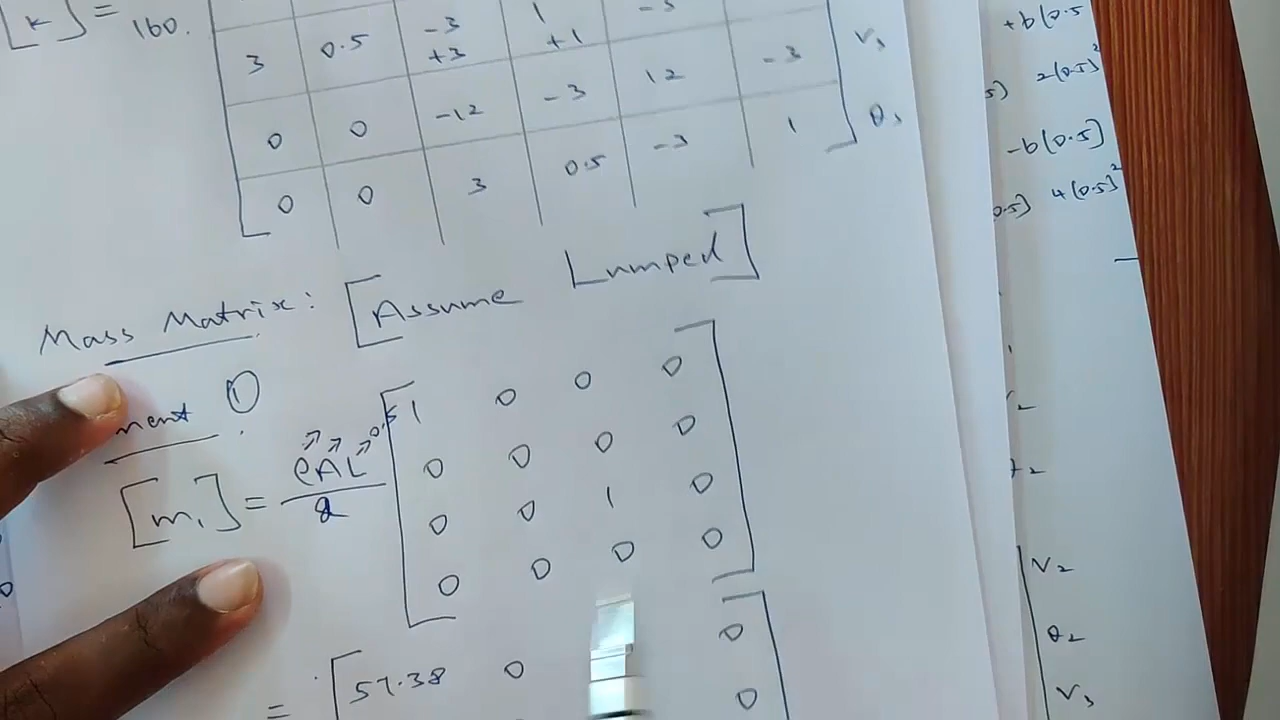 [K] = 160.
-3 1 -3
3 0.5 +3 +1 V₃
0 0 -12 -3 12 -3 θ₃
0 0 3 0.5 -3 1
Mass Matrix: [Assume Lumped]
ment ①
[m₁] = ρAL/2
1 0 0 0
0 0 0 0
0 0 1 0
0 0 0 0
= 57.38 0 0
0
+b(0.5
5) 2(0.5)²
-b(0.5)
0.5) 4(0.5)²
V₂
θ₂
V₃